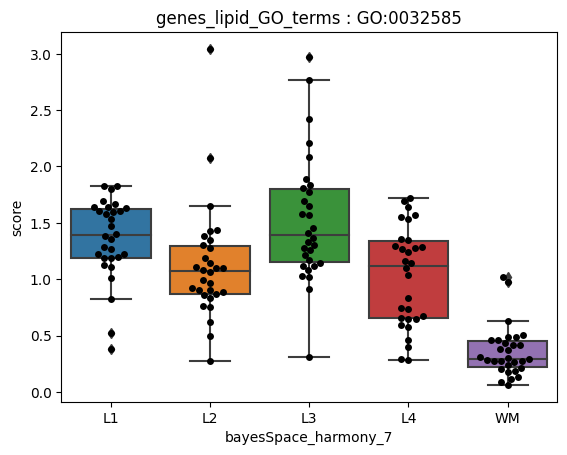 genes_lipid_GO_terms : GO:0032585
3.0
2.5
2.0
1.5
1.0
0.5
0.0
score
L1 L2 L3 L4 WM
bayesSpace_harmony_7